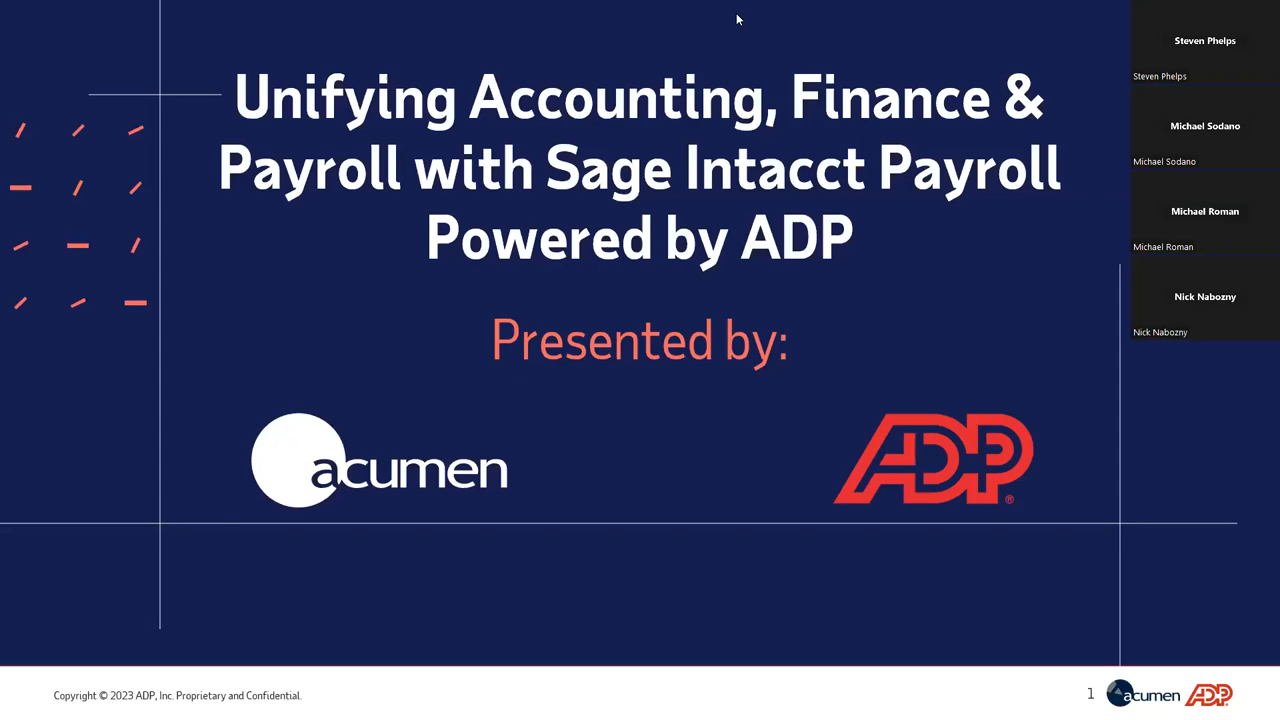 Unifying Accounting, Finance &
Payroll with Sage Intacct Payroll
Powered by ADP
Presented by:
acumen
ADP
®
Steven Phelps
Steven Phelps
Michael Sodano
Michael Sodano
Michael Roman
Michael Roman
Nick Nabozny
Nick Nabozny
Copyright © 2023 ADP, Inc. Proprietary and Confidential.
1
acumen
ADP